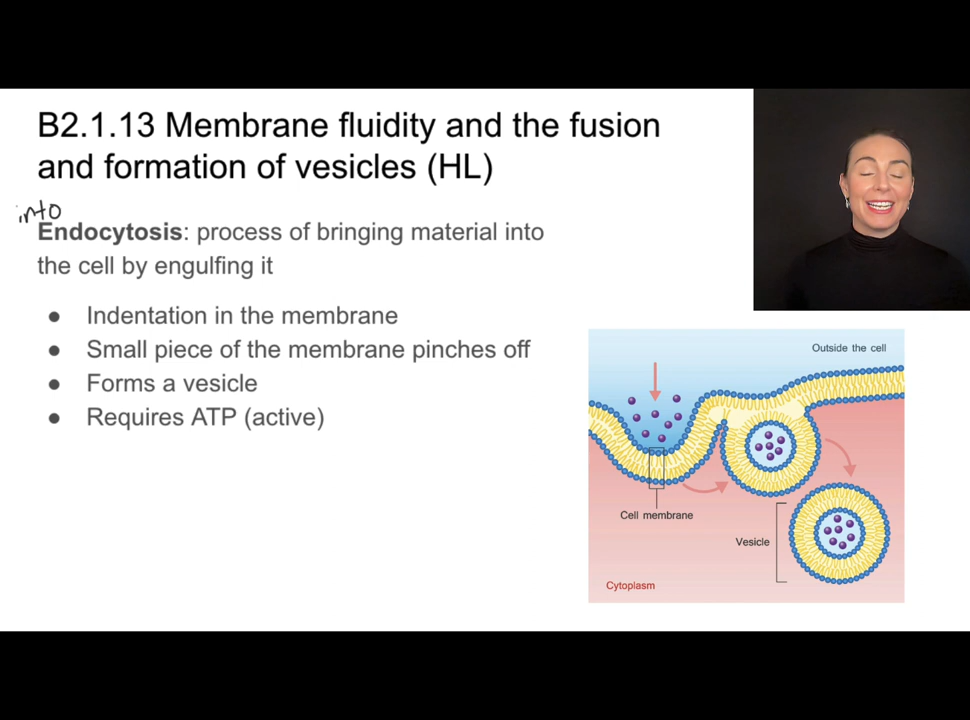 B2.1.13 Membrane fluidity and the fusion
and formation of vesicles (HL)
into
Endocytosis: process of bringing material into
the cell by engulfing it
● Indentation in the membrane
● Small piece of the membrane pinches off
● Forms a vesicle
● Requires ATP (active)
Outside the cell
Cell membrane
Vesicle
Cytoplasm